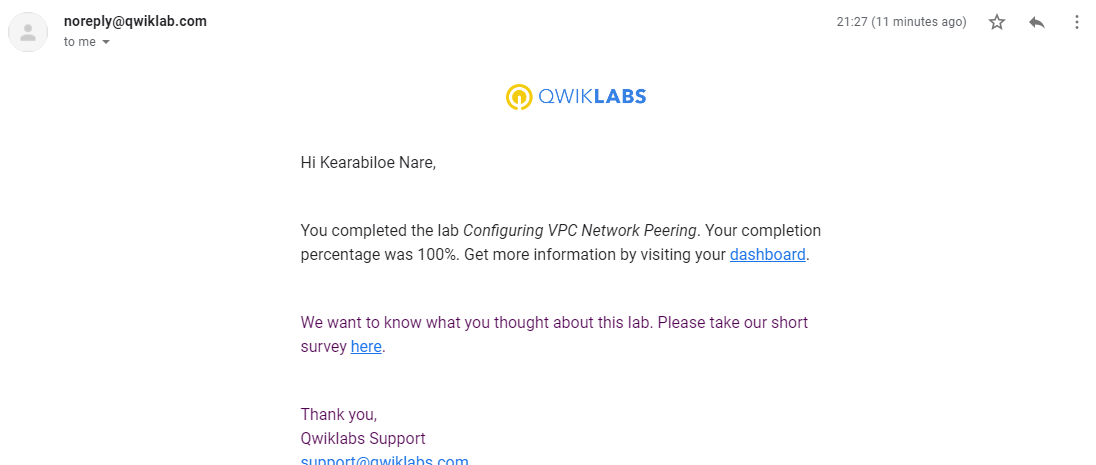 noreply@qwiklab.com
21:27 (11 minutes ago)
to me
QWIKLABS
Hi Kearabiloe Nare,
You completed the lab Configuring VPC Network Peering. Your completion
percentage was 100%. Get more information by visiting your dashboard.
We want to know what you thought about this lab. Please take our short
survey here.
Thank you,
Qwiklabs Support
support@qwiklabs.com